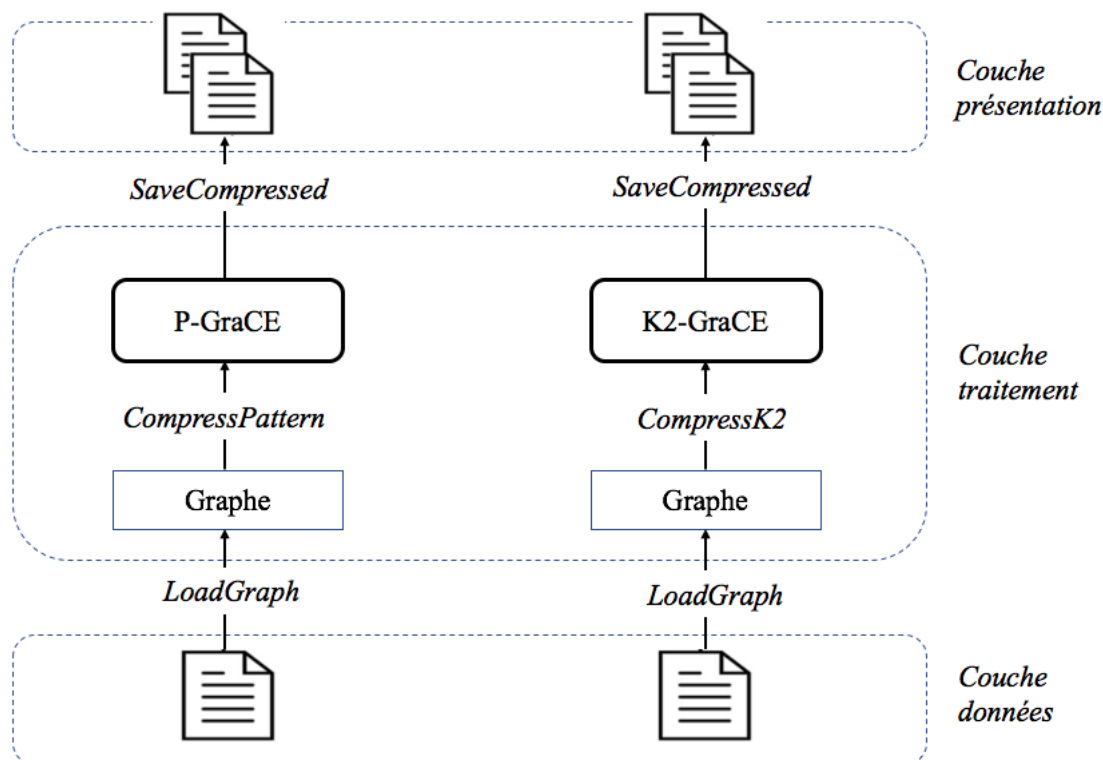 Couche
présentation
SaveCompressed
SaveCompressed
P-GraCE
K2-GraCE
Couche
traitement
CompressPattern
CompressK2
Graphe
Graphe
LoadGraph
LoadGraph
Couche
données